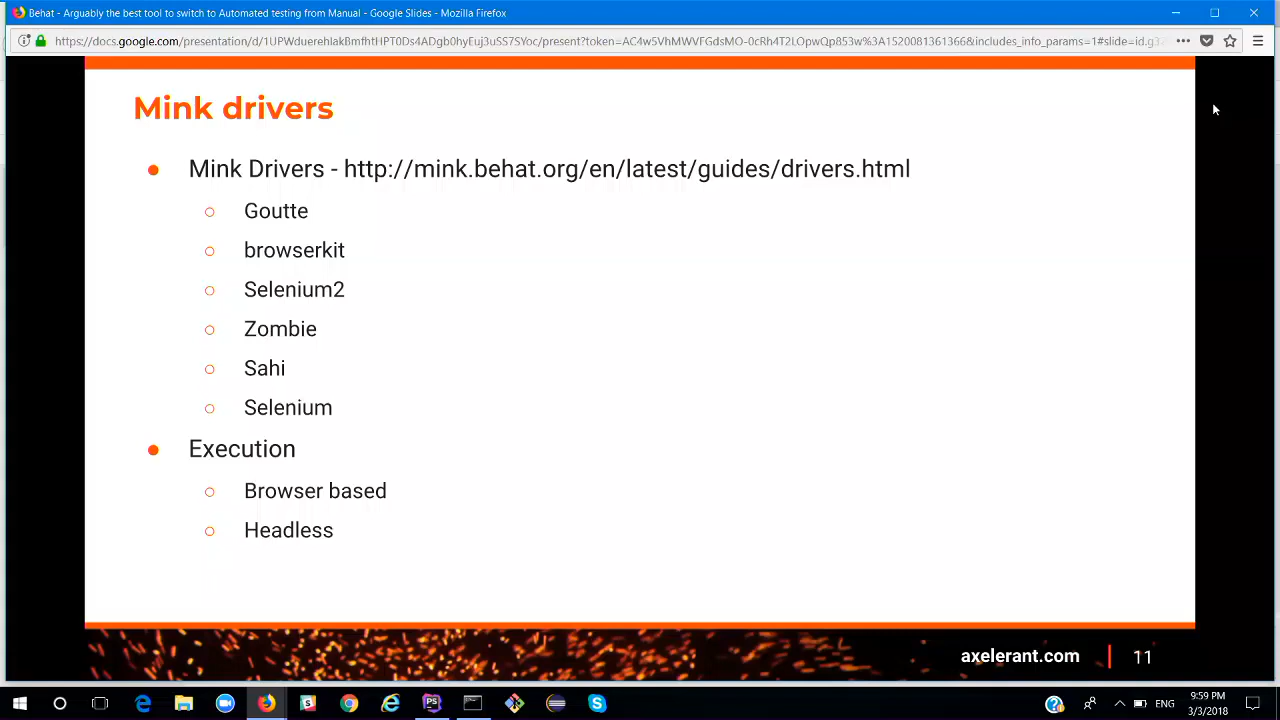 Behat - Arguably the best tool to switch to Automated testing from Manual - Google Slides - Mozilla Firefox
Mink drivers
Mink Drivers - http://mink.behat.org/en/latest/guides/drivers.html
Goutte
browserkit
Selenium2
Zombie
Sahi
Selenium
Execution
Browser based
Headless
axelerant.com
11
ENG
9:59 PM
3/3/2018